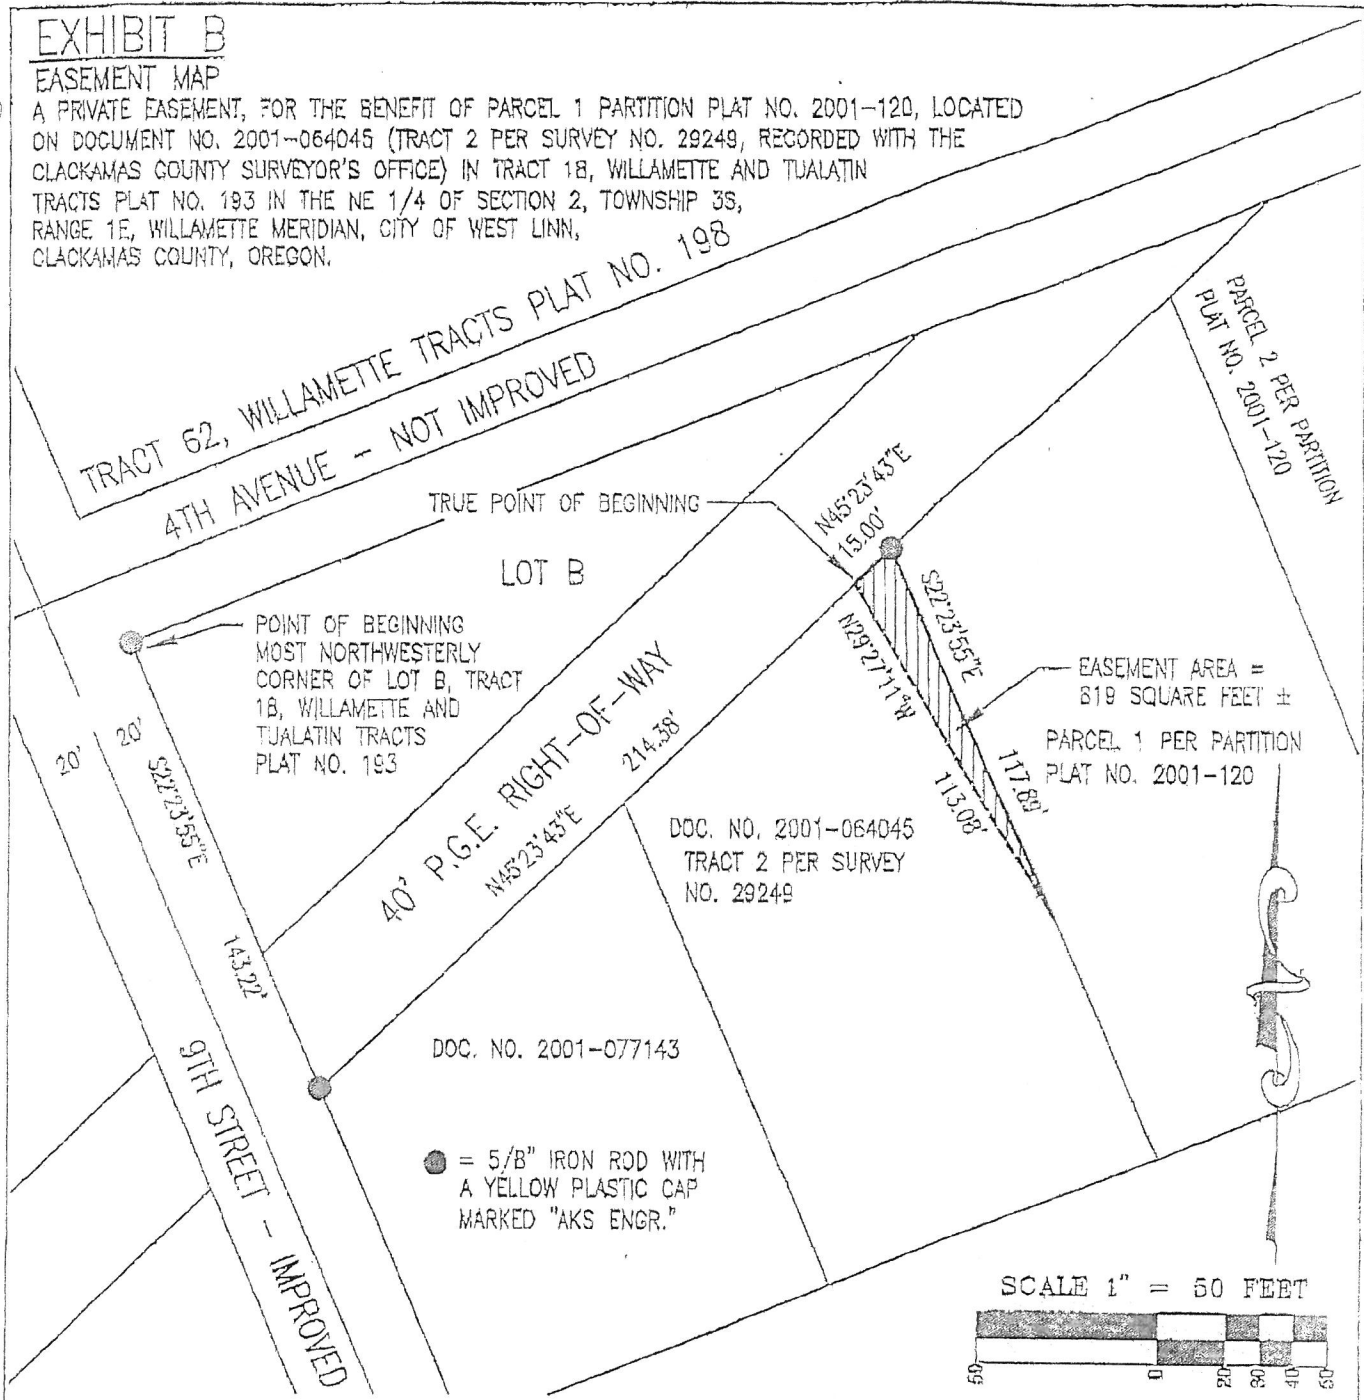 EXHIBIT B
EASEMENT MAP
A PRIVATE EASEMENT, FOR THE BENEFIT OF PARCEL 1 PARTITION PLAT NO. 2001-120, LOCATED
ON DOCUMENT NO. 2001-064045 (TRACT 2 PER SURVEY NO. 29249, RECORDED WITH THE
CLACKAMAS COUNTY SURVEYOR'S OFFICE) IN TRACT 18, WILLAMETTE AND TUALATIN
TRACTS PLAT NO. 193 IN THE NE 1/4 OF SECTION 2, TOWNSHIP 3S,
RANGE 1E, WILLAMETTE MERIDIAN, CITY OF WEST LINN,
CLACKAMAS COUNTY, OREGON.
TRACT 62, WILLAMETTE TRACTS PLAT NO. 198
4TH AVENUE - NOT IMPROVED
PARCEL 2 PER PARTITION
PLAT NO. 2001-120
TRUE POINT OF BEGINNING
N45°23'43"E
15.00'
LOT B
POINT OF BEGINNING
MOST NORTHWESTERLY
CORNER OF LOT B, TRACT
18, WILLAMETTE AND
TUALATIN TRACTS
PLAT NO. 193
S22°23'55"E
N29°27'11"W
EASEMENT AREA =
819 SQUARE FEET ±
PARCEL 1 PER PARTITION
PLAT NO. 2001-120
117.89'
113.08'
20'
20'
S22°23'55"E
143.22'
40' P.G.E. RIGHT-OF-WAY
N45°23'43"E
214.38'
DOC. NO. 2001-064045
TRACT 2 PER SURVEY
NO. 29249
DOC. NO. 2001-077143
9TH STREET - IMPROVED
= 5/8" IRON ROD WITH
A YELLOW PLASTIC CAP
MARKED "AKS ENGR."
SCALE 1" = 50 FEET
50 0 20 30 40 50